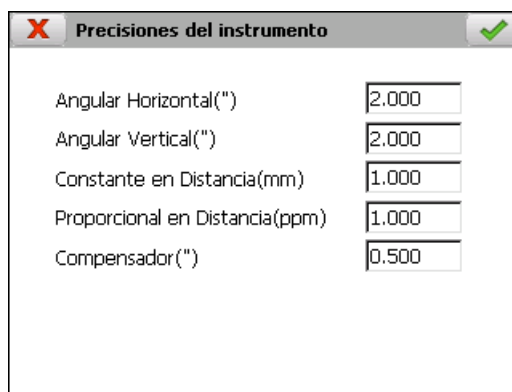 Precisiones del instrumento
Angular Horizontal(") 2.000
Angular Vertical(") 2.000
Constante en Distancia(mm) 1.000
Proporcional en Distancia(ppm) 1.000
Compensador(") 0.500